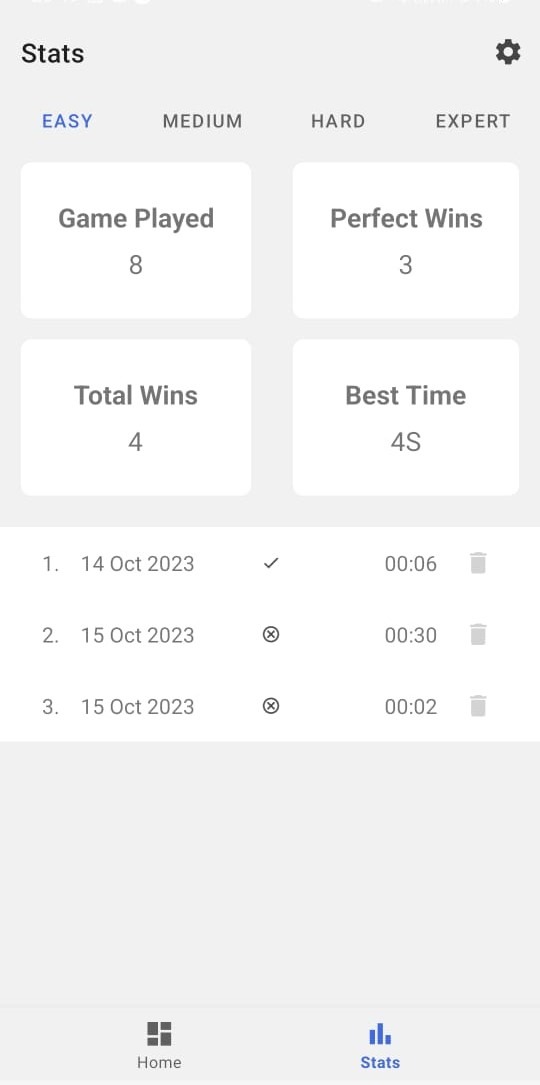 Stats
EASY MEDIUM HARD EXPERT
Game Played Perfect Wins
8 3
Total Wins Best Time
4 4S
1. 14 Oct 2023 00:06
2. 15 Oct 2023 00:30
3. 15 Oct 2023 00:02
Home Stats